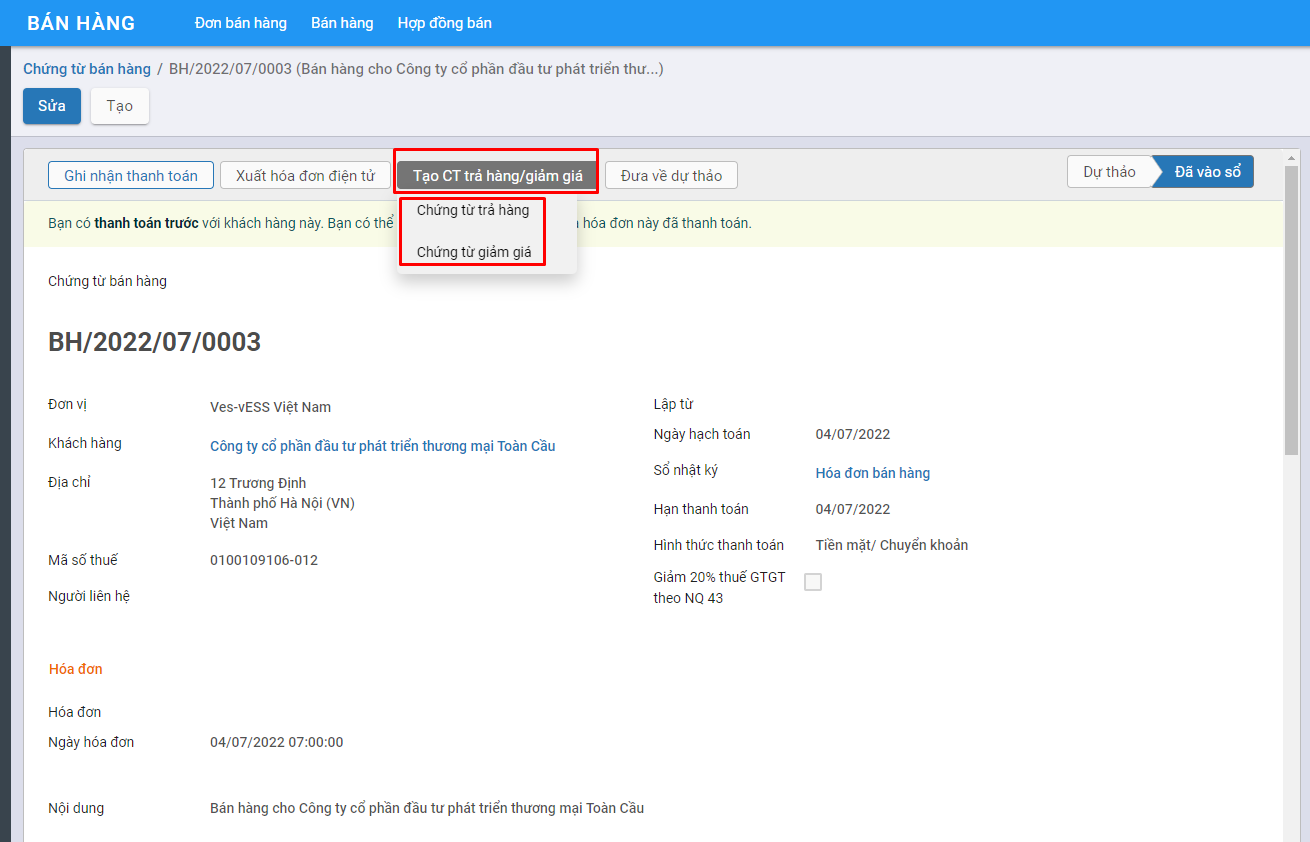 BÁN HÀNG Đơn bán hàng Bán hàng Hợp đồng bán
Chứng từ bán hàng / BH/2022/07/0003 (Bán hàng cho Công ty cổ phần đầu tư phát triển thư...)
Sửa Tạo
Ghi nhận thanh toán Xuất hóa đơn điện tử Tạo CT trả hàng/giảm giá Đưa về dự thảo Dự thảo Đã vào sổ
Chứng từ trả hàng
Bạn có thanh toán trước với khách hàng này. Bạn có thể hóa đơn này đã thanh toán.
Chứng từ giảm giá
Chứng từ bán hàng
BH/2022/07/0003
Đơn vị Ves-vESS Việt Nam
Khách hàng Công ty cổ phần đầu tư phát triển thương mại Toàn Cầu
Địa chỉ 12 Trương Định
Thành phố Hà Nội (VN)
Việt Nam
Mã số thuế 0100109106-012
Người liên hệ
Lập từ
Ngày hạch toán 04/07/2022
Sổ nhật ký Hóa đơn bán hàng
Hạn thanh toán 04/07/2022
Hình thức thanh toán Tiền mặt/ Chuyển khoản
Giảm 20% thuế GTGT
theo NQ 43
Hóa đơn
Hóa đơn
Ngày hóa đơn 04/07/2022 07:00:00
Nội dung Bán hàng cho Công ty cổ phần đầu tư phát triển thương mại Toàn Cầu